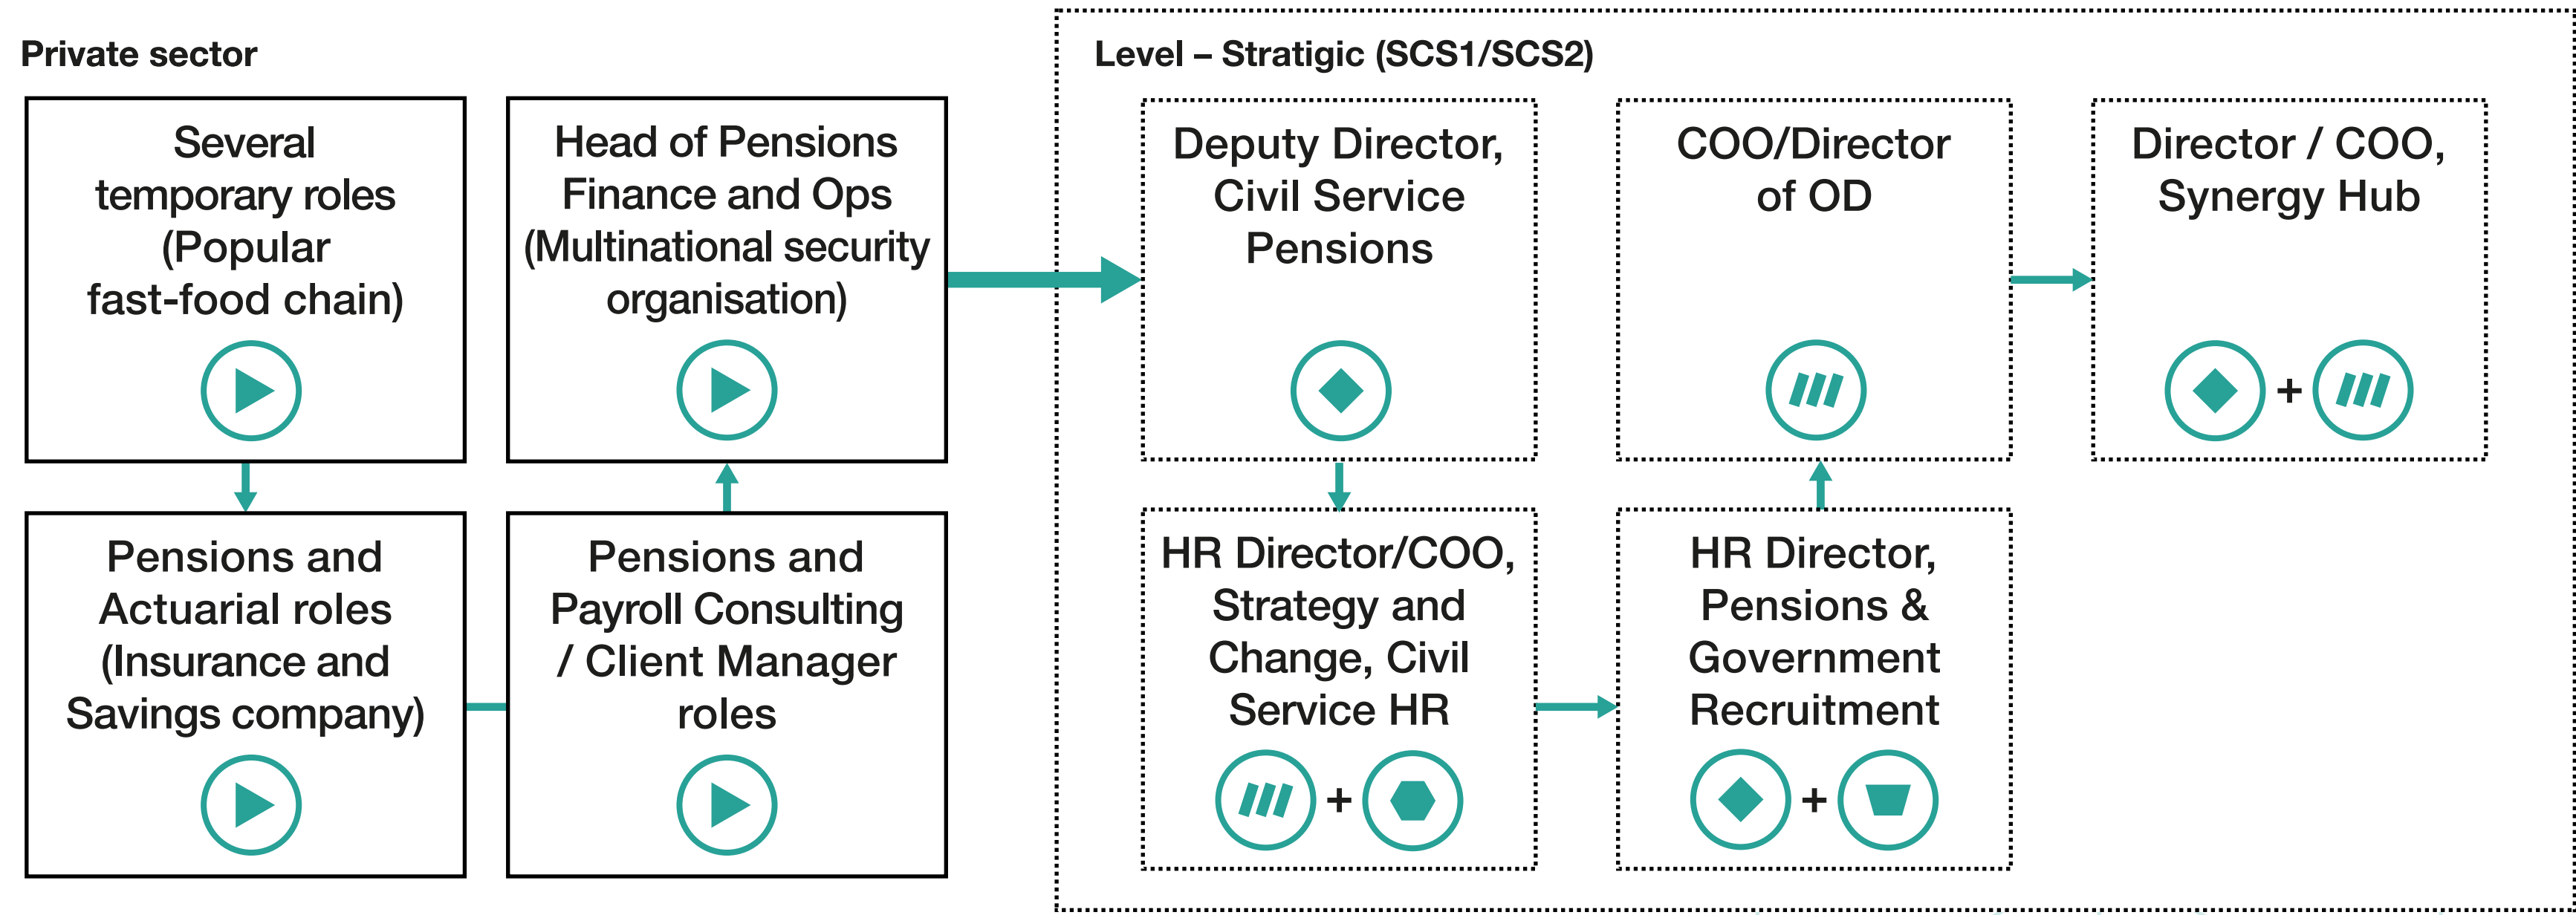 Private sector
Several
temporary roles
(Popular
fast-food chain)
Pensions and
Actuarial roles
(Insurance and
Savings company)
Pensions and
Payroll Consulting
/ Client Manager
roles
Head of Pensions
Finance and Ops
(Multinational security
organisation)
Level – Stratigic (SCS1/SCS2)
Deputy Director,
Civil Service
Pensions
HR Director/COO,
Strategy and
Change, Civil
Service HR
+
HR Director,
Pensions &
Government
Recruitment
+
COO/Director
of OD
Director / COO,
Synergy Hub
+